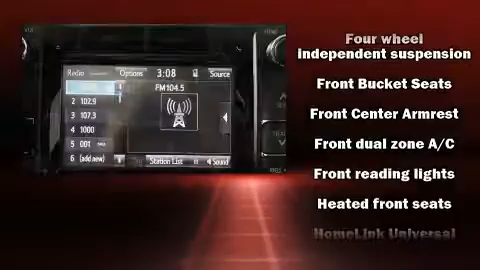 Radio
Options
3:08
Source
FM104.5
2 102.9
3 107.3
4 1000
5 001
6 (add new)
Station List
Sound
Four wheel
independent suspension
Front Bucket Seats
Front Center Armrest
Front dual zone A/C
Front reading lights
Heated front seats
HomeLink Universal